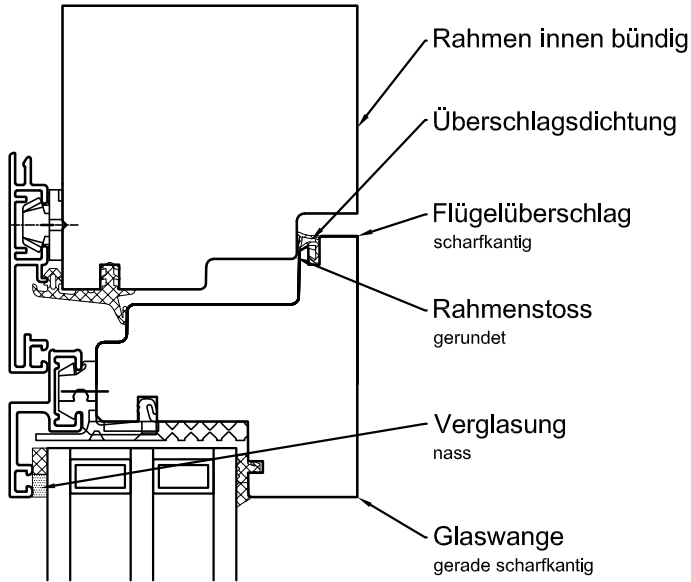 Rahmen innen bündig
Überschlagsdichtung
Flügelüberschlag
scharfkantig
Rahmenstoss
gerundet
Verglasung
nass
Glaswange
gerade scharfkantig